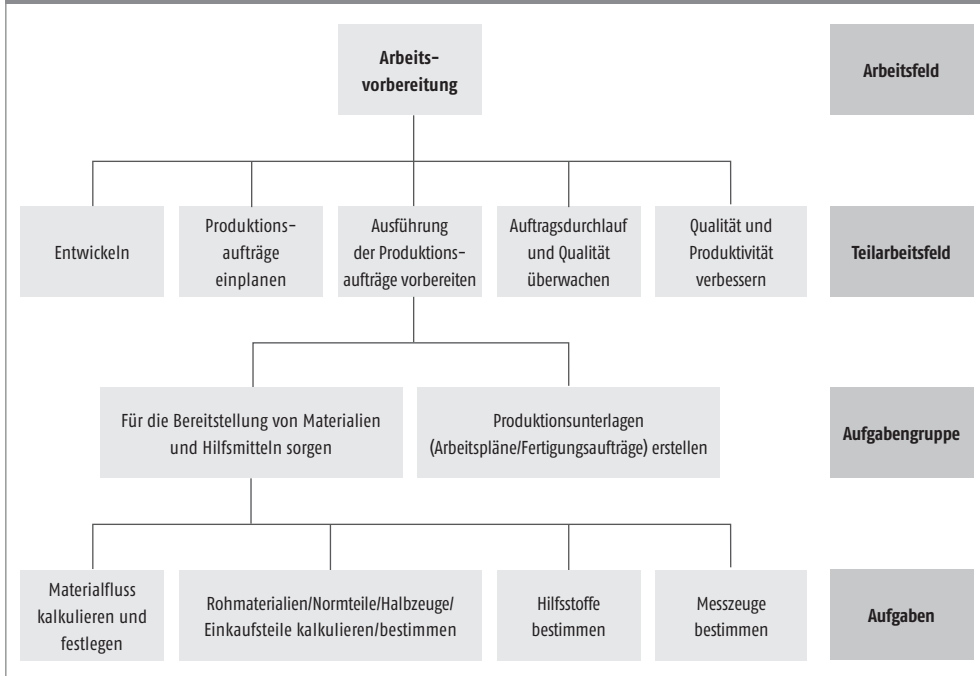 Arbeits-
vorbereitung
Arbeitsfeld
Entwickeln
Produktions-
aufträge
einplanen
Ausführung
der Produktions-
aufträge vorbereiten
Auftragsdurchlauf
und Qualität
überwachen
Qualität und
Produktivität
verbessern
Teilarbeitsfeld
Für die Bereitstellung von Materialien
und Hilfsmitteln sorgen
Produktionsunterlagen
(Arbeitspläne/Fertigungsaufträge) erstellen
Aufgabengruppe
Materialfluss
kalkulieren und
festlegen
Rohmaterialien/Normteile/Halbzeuge/
Einkaufsteile kalkulieren/bestimmen
Hilfsstoffe
bestimmen
Messzeuge
bestimmen
Aufgaben